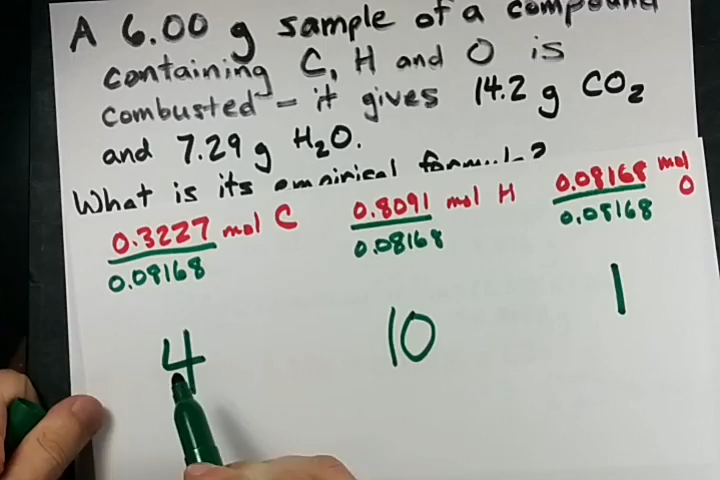 A 6.00 g sample of a compound
containing C, H and O is
combusted - it gives 14.2 g CO2
and 7.29 g H2O.
What is its empirical
0.3227 mol C 0.8091 mol H 0.08168 mol O
0.08168 0.08168 0.08168
4 10 1